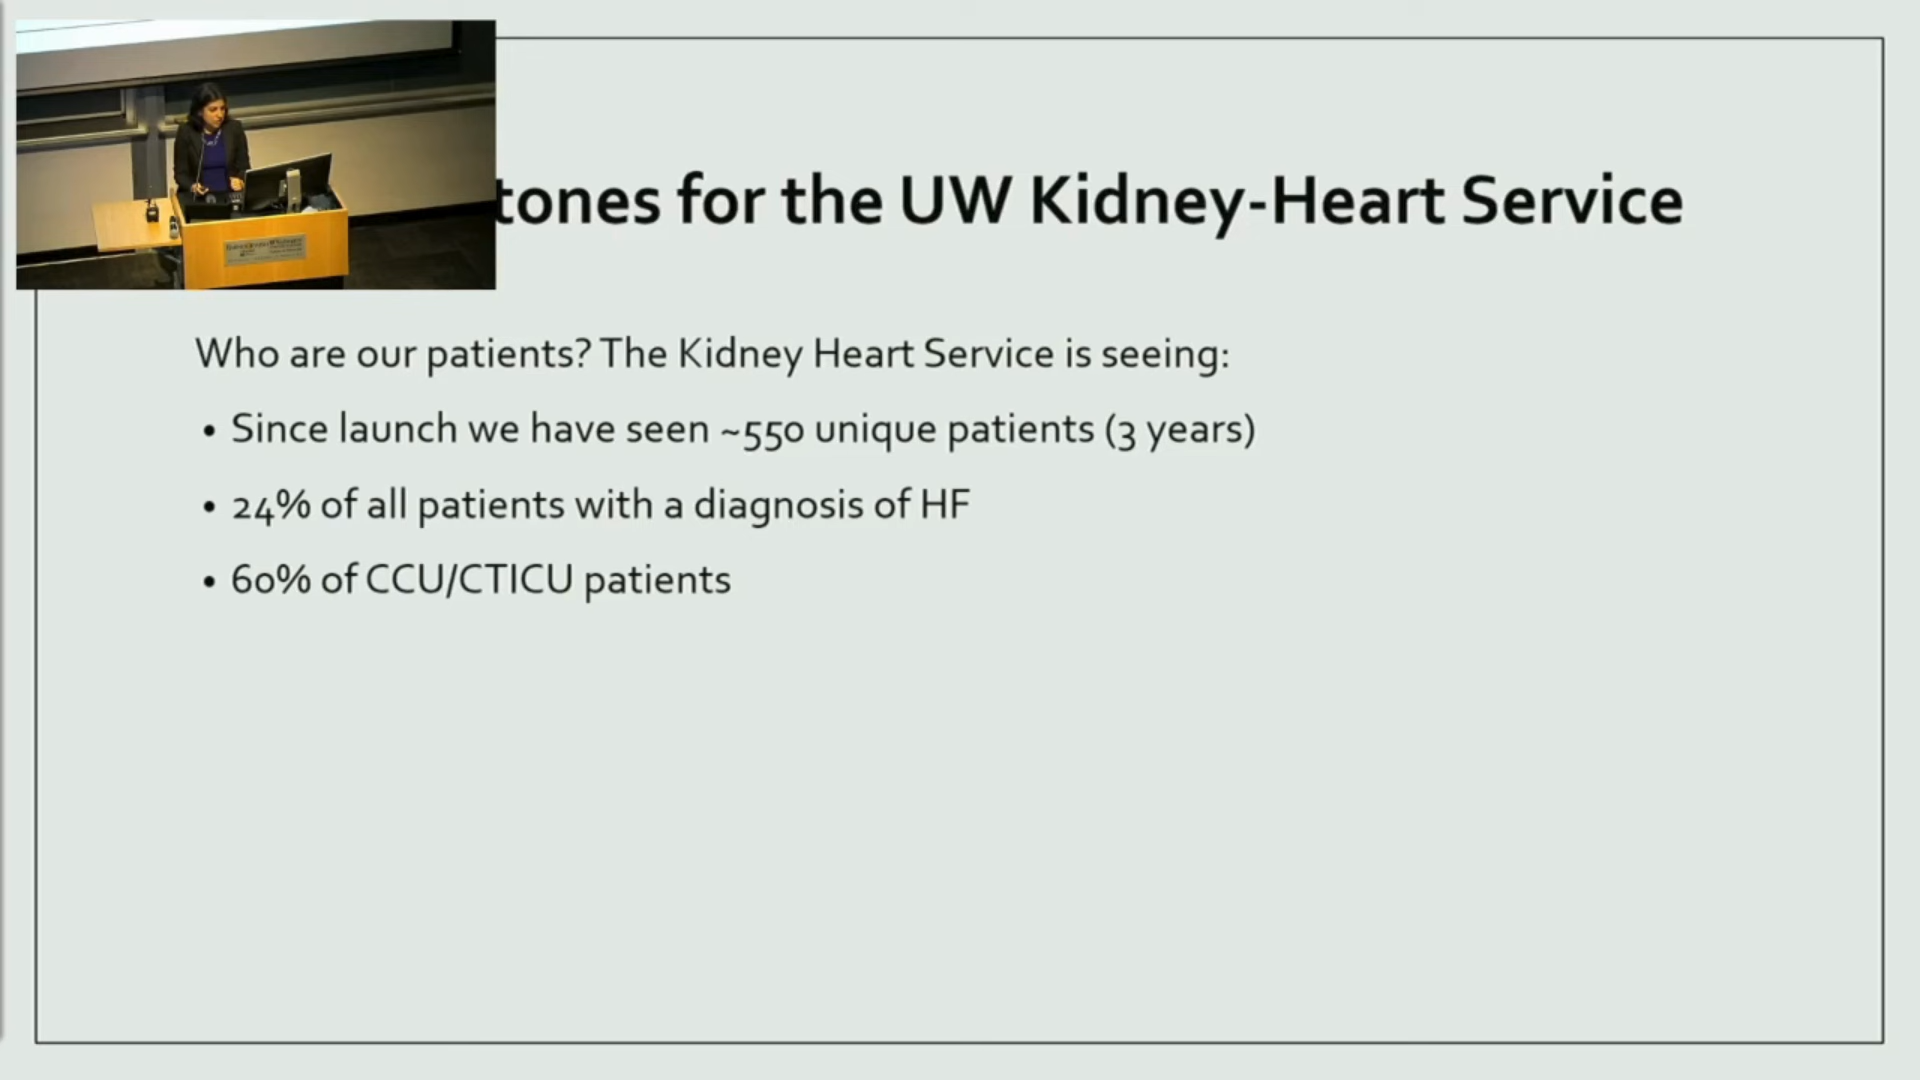 tones for the UW Kidney-Heart Service
Who are our patients? The Kidney Heart Service is seeing:
• Since launch we have seen ~550 unique patients (3 years)
• 24% of all patients with a diagnosis of HF
• 60% of CCU/CTICU patients